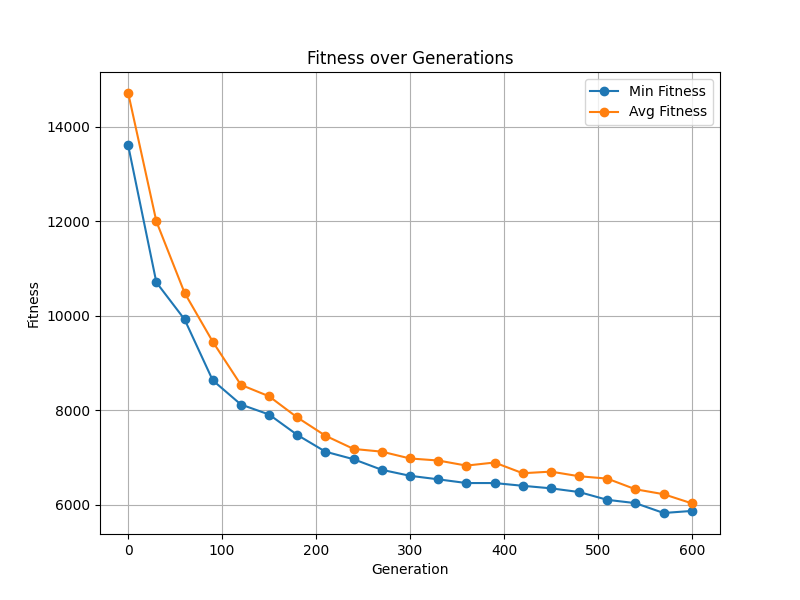 Fitness over Generations
Min Fitness
Avg Fitness
14000
12000
10000
8000
6000
Fitness
0 100 200 300 400 500 600
Generation